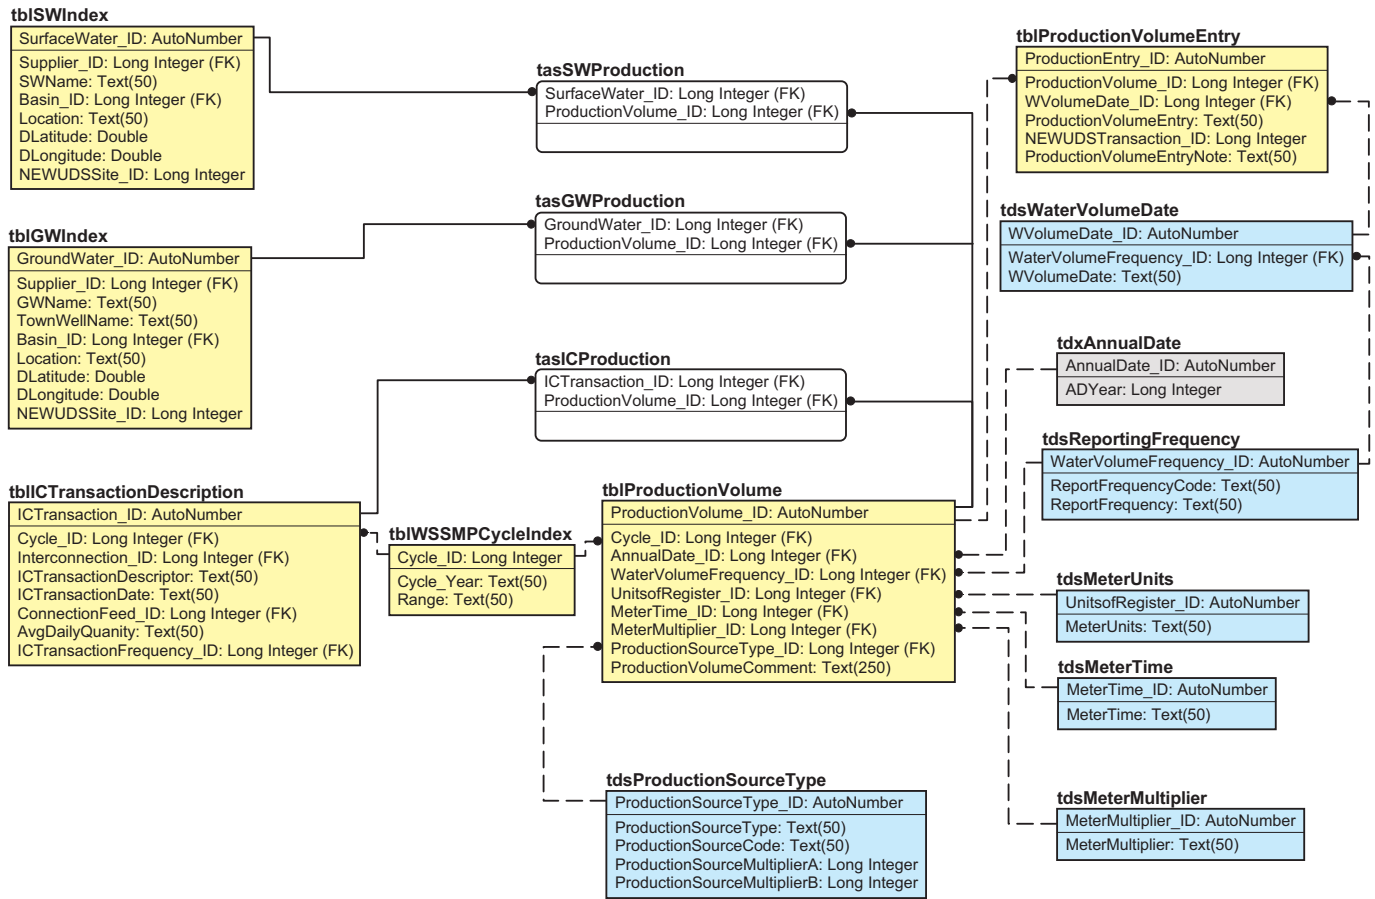 tblSWIndex
SurfaceWater_ID: AutoNumber
Supplier_ID: Long Integer (FK)
SWName: Text(50)
Basin_ID: Long Integer (FK)
Location: Text(50)
DLatitude: Double
DLongitude: Double
NEWUDSSite_ID: Long Integer
tblGWIndex
GroundWater_ID: AutoNumber
Supplier_ID: Long Integer (FK)
GWName: Text(50)
TownWellName: Text(50)
Basin_ID: Long Integer (FK)
Location: Text(50)
DLatitude: Double
DLongitude: Double
NEWUDSSite_ID: Long Integer
tblICTransactionDescription
ICTransaction_ID: AutoNumber
Cycle_ID: Long Integer (FK)
Interconnection_ID: Long Integer (FK)
ICTransactionDescriptor: Text(50)
ICTransactionDate: Text(50)
ConnectionFeed_ID: Long Integer (FK)
AvgDailyQuanity: Text(50)
ICTransactionFrequency_ID: Long Integer (FK)
tasSWProduction
SurfaceWater_ID: Long Integer (FK)
ProductionVolume_ID: Long Integer (FK)
tasGWProduction
GroundWater_ID: Long Integer (FK)
ProductionVolume_ID: Long Integer (FK)
tasICProduction
ICTransaction_ID: Long Integer (FK)
ProductionVolume_ID: Long Integer (FK)
tblWSSMPCycleIndex
Cycle_ID: Long Integer
Cycle_Year: Text(50)
Range: Text(50)
tblProductionVolume
ProductionVolume_ID: AutoNumber
Cycle_ID: Long Integer (FK)
AnnualDate_ID: Long Integer (FK)
WaterVolumeFrequency_ID: Long Integer (FK)
UnitsofRegister_ID: Long Integer (FK)
MeterTime_ID: Long Integer (FK)
MeterMultiplier_ID: Long Integer (FK)
ProductionSourceType_ID: Long Integer (FK)
ProductionVolumeComment: Text(250)
tdsProductionSourceType
ProductionSourceType_ID: AutoNumber
ProductionSourceType: Text(50)
ProductionSourceCode: Text(50)
ProductionSourceMultiplierA: Long Integer
ProductionSourceMultiplierB: Long Integer
tblProductionVolumeEntry
ProductionEntry_ID: AutoNumber
ProductionVolume_ID: Long Integer (FK)
WVolumeDate_ID: Long Integer (FK)
ProductionVolumeEntry: Text(50)
NEWUDSTransaction_ID: Long Integer
ProductionVolumeEntryNote: Text(50)
tdsWaterVolumeDate
WVolumeDate_ID: AutoNumber
WaterVolumeFrequency_ID: Long Integer (FK)
WVolumeDate: Text(50)
tdxAnnualDate
AnnualDate_ID: AutoNumber
ADYear: Long Integer
tdsReportingFrequency
WaterVolumeFrequency_ID: AutoNumber
ReportFrequencyCode: Text(50)
ReportFrequency: Text(50)
tdsMeterUnits
UnitsofRegister_ID: AutoNumber
MeterUnits: Text(50)
tdsMeterTime
MeterTime_ID: AutoNumber
MeterTime: Text(50)
tdsMeterMultiplier
MeterMultiplier_ID: AutoNumber
MeterMultiplier: Text(50)